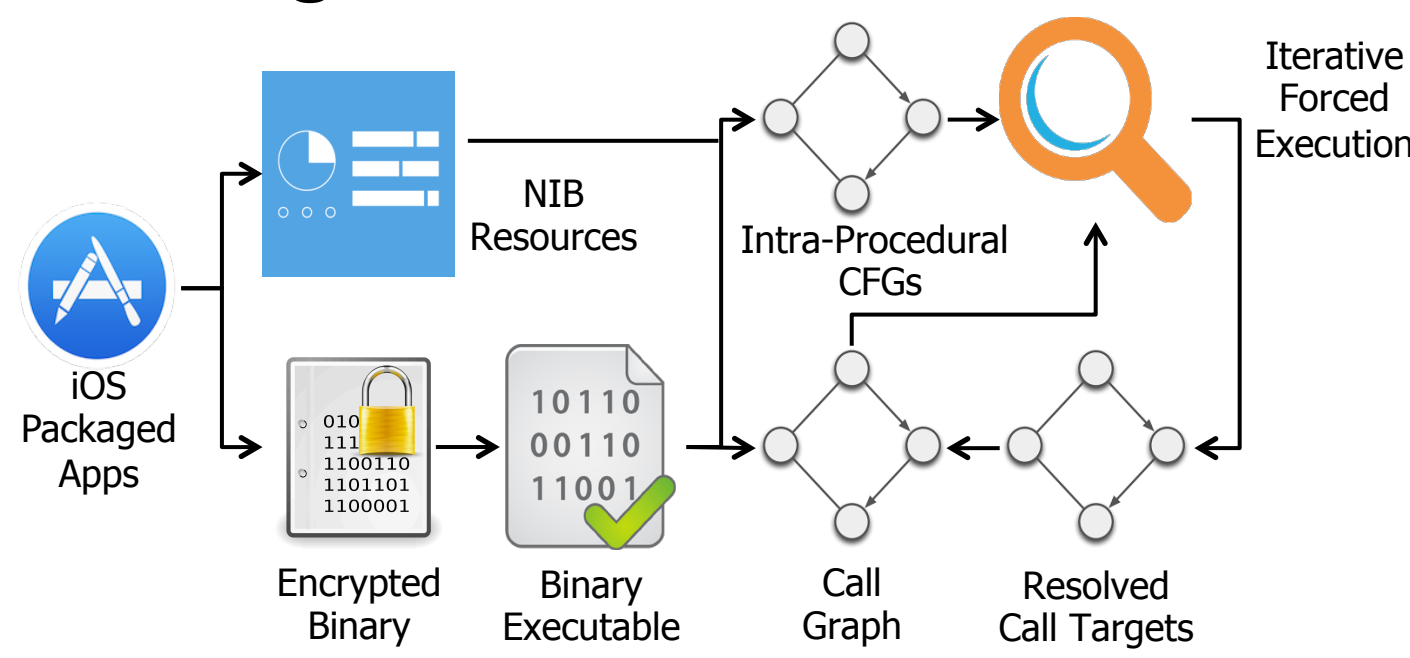 Iterative
Forced
Execution
NIB
Resources
Intra-Procedural
CFGs
iOS
Packaged
Apps
010
111
1100110
1101101
1100001
10110
00110
11001
Encrypted
Binary
Binary
Executable
Call
Graph
Resolved
Call Targets